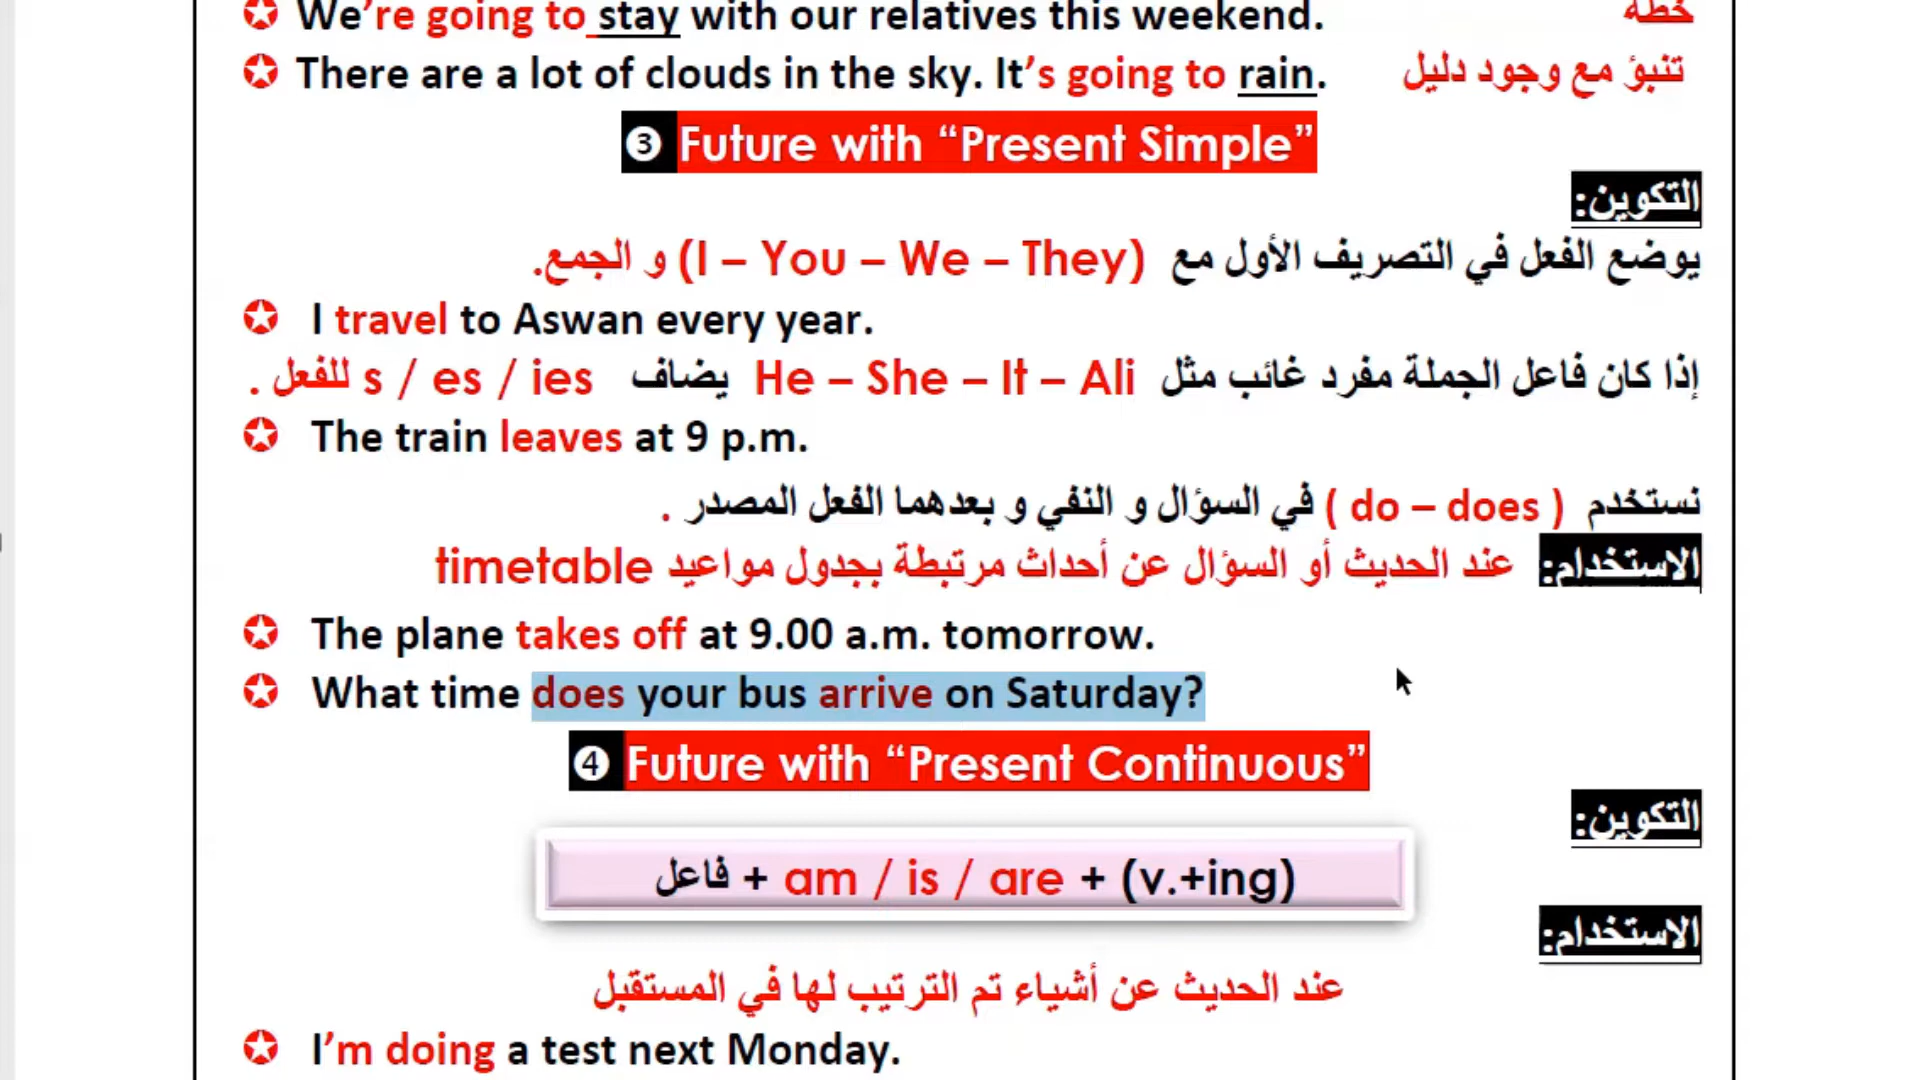 ✪ We're going to stay with our relatives this weekend. خطة
✪ There are a lot of clouds in the sky. It's going to rain. تنبؤ مع وجود دليل
❸ Future with “Present Simple”
التكوين:
يوضع الفعل في التصريف الأول مع (I – You – We – They) و الجمع.
✪ I travel to Aswan every year.
إذا كان فاعل الجملة مفرد غائب مثل He – She – It – Ali يضاف s / es / ies للفعل .
✪ The train leaves at 9 p.m.
نستخدم ( do – does ) في السؤال و النفي و بعدهما الفعل المصدر .
الاستخدام: عند الحديث أو السؤال عن أحداث مرتبطة بجدول مواعيد timetable
✪ The plane takes off at 9.00 a.m. tomorrow.
✪ What time does your bus arrive on Saturday?
❹ Future with “Present Continuous”
التكوين:
فاعل + am / is / are + (v.+ing)
الاستخدام:
عند الحديث عن أشياء تم الترتيب لها في المستقبل
✪ I'm doing a test next Monday.